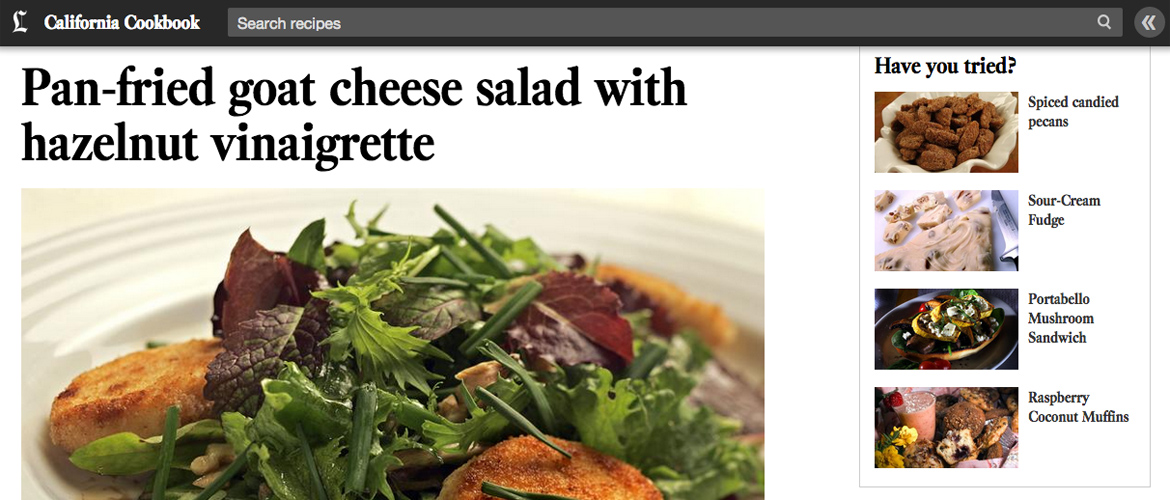 L California Cookbook
Search recipes
Pan-fried goat cheese salad with
hazelnut vinaigrette
Have you tried?
Spiced candied
pecans
Sour-Cream
Fudge
Portabello
Mushroom
Sandwich
Raspberry
Coconut Muffins